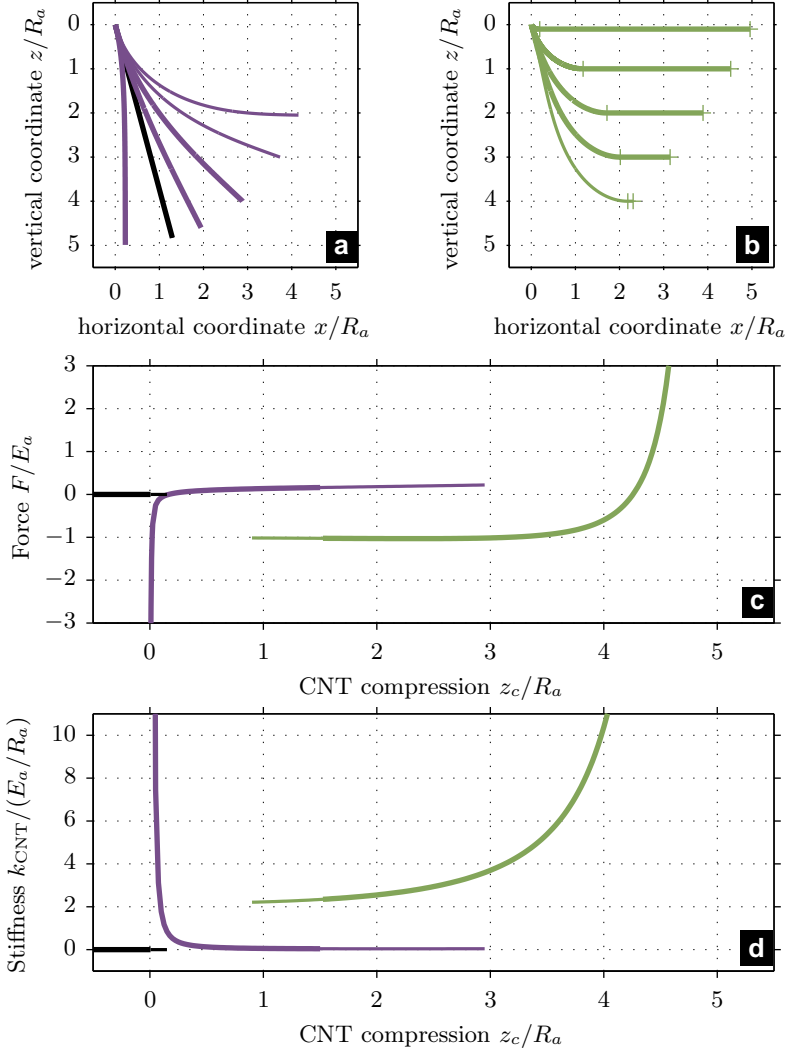 0
1
2
3
4
5
vertical coordinate z/R_a
0 1 2 3 4 5
horizontal coordinate x/R_a
a
0
1
2
3
4
5
vertical coordinate z/R_a
0 1 2 3 4 5
horizontal coordinate x/R_a
b
3
2
1
0
−1
−2
−3
Force F/E_a
0 1 2 3 4 5
CNT compression z_c/R_a
c
10
8
6
4
2
0
Stiffness k_CNT/(E_a/R_a)
0 1 2 3 4 5
CNT compression z_c/R_a
d